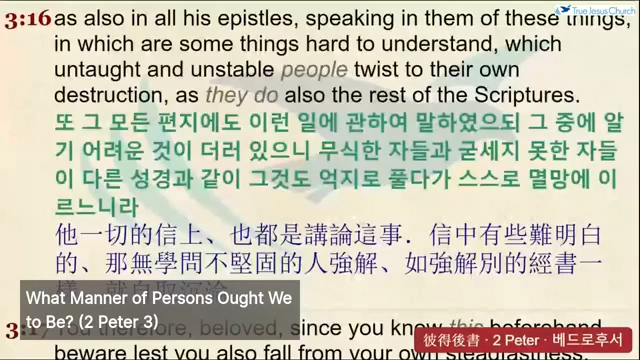 True Jesus Church
3:16 as also in all his epistles, speaking in them of these things,
in which are some things hard to understand, which
untaught and unstable people twist to their own
destruction, as they do also the rest of the Scriptures.
또 그 모든 편지에도 이런 일에 관하여 말하였으되 그 중에 알
기 어려운 것이 더러 있으니 무식한 자들과 굳세지 못한 자들
이 다른 성경과 같이 그것도 억지로 풀다가 스스로 멸망에 이
르느니라
他一切的信上、也都是講論這事．信中有些難明白
的、那無學問不堅固的人強解、如強解別的經書一
What Manner of Persons Ought We
to Be? (2 Peter 3)
therefore, beloved, since you know this beforehand,
beware lest you also fall from your own steadfastness,
彼得後書 · 2 Peter · 베드로후서